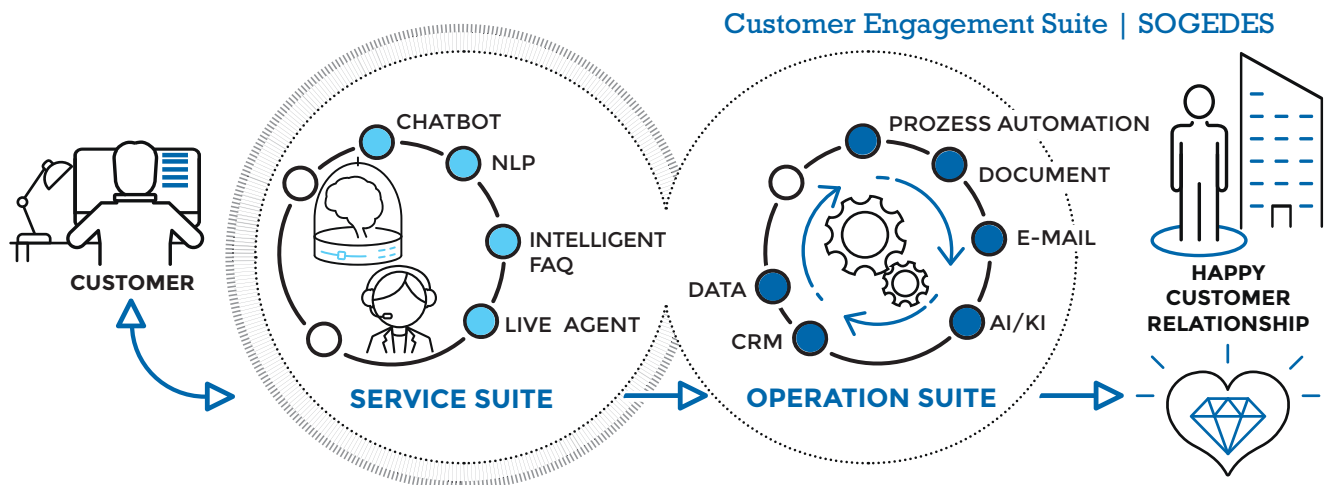 Customer Engagement Suite | SOGEDES
CUSTOMER
CHATBOT
NLP
INTELLIGENT
FAQ
LIVE AGENT
SERVICE SUITE
PROZESS AUTOMATION
DOCUMENT
E-MAIL
AI/KI
DATA
CRM
OPERATION SUITE
HAPPY
CUSTOMER
RELATIONSHIP